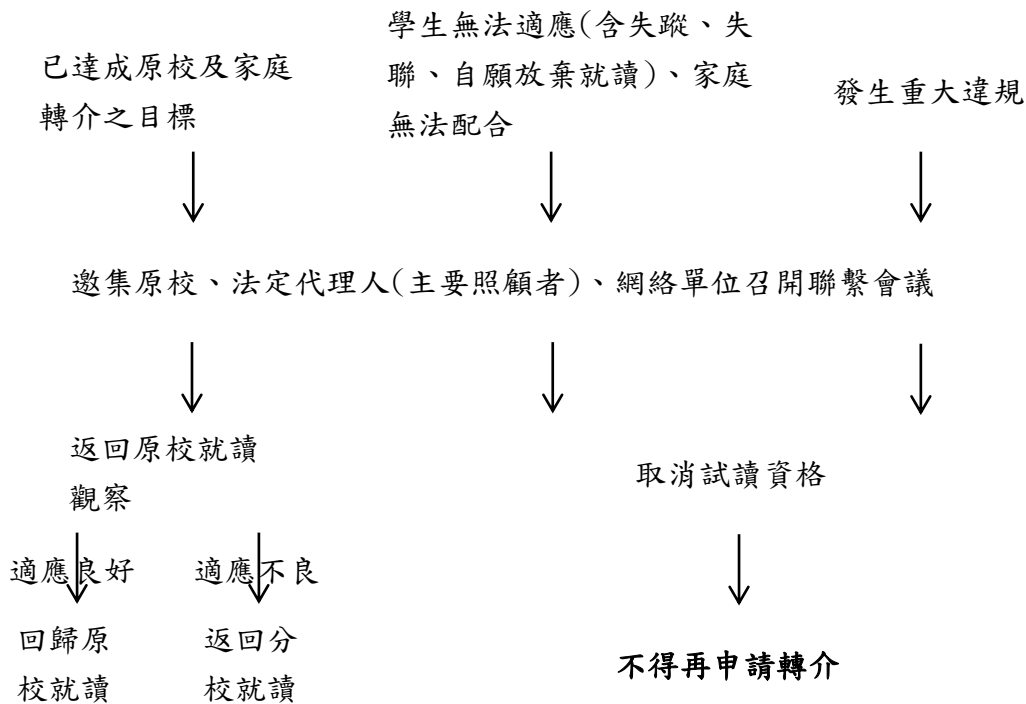 已達成原校及家庭
轉介之目標
學生無法適應(含失蹤、失
聯、自願放棄就讀)、家庭
無法配合
發生重大違規
邀集原校、法定代理人(主要照顧者)、網絡單位召開聯繫會議
返回原校就讀
觀察
取消試讀資格
適應良好
適應不良
回歸原
校就讀
返回分
校就讀
不得再申請轉介